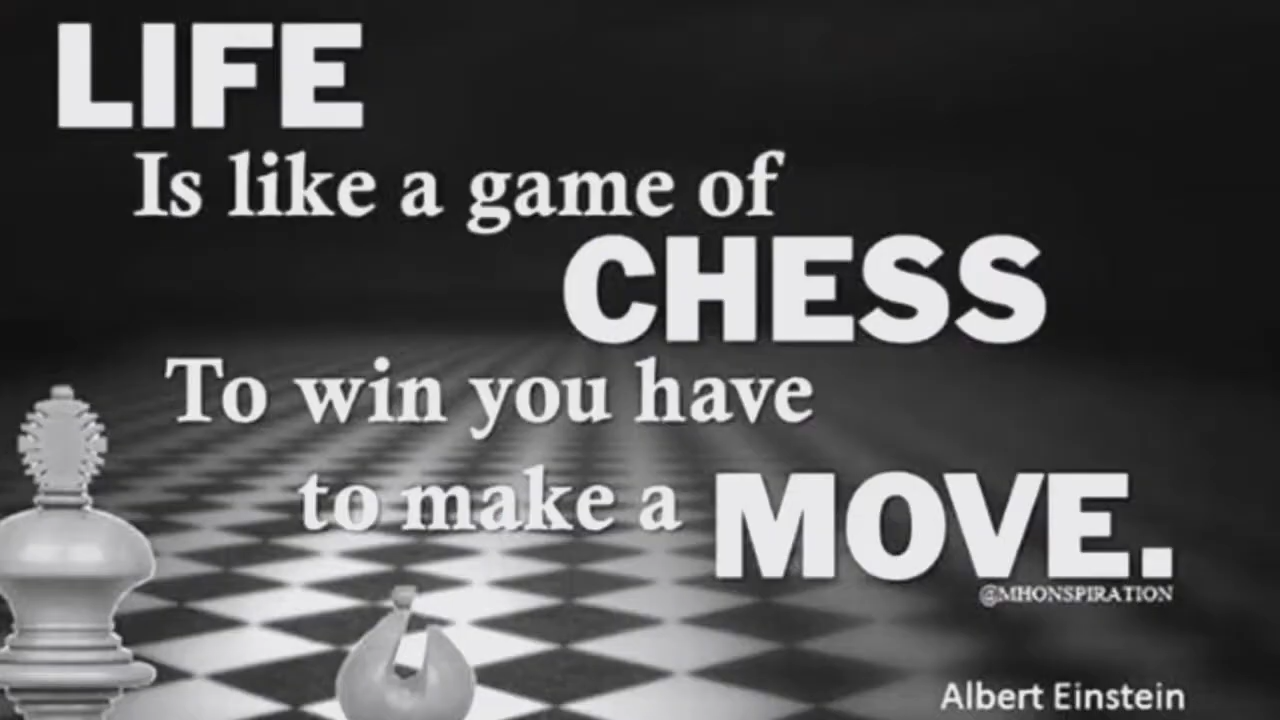 LIFE
Is like a game of
CHESS
To win you have
to make a MOVE.
@MHONSPIRATION
Albert Einstein